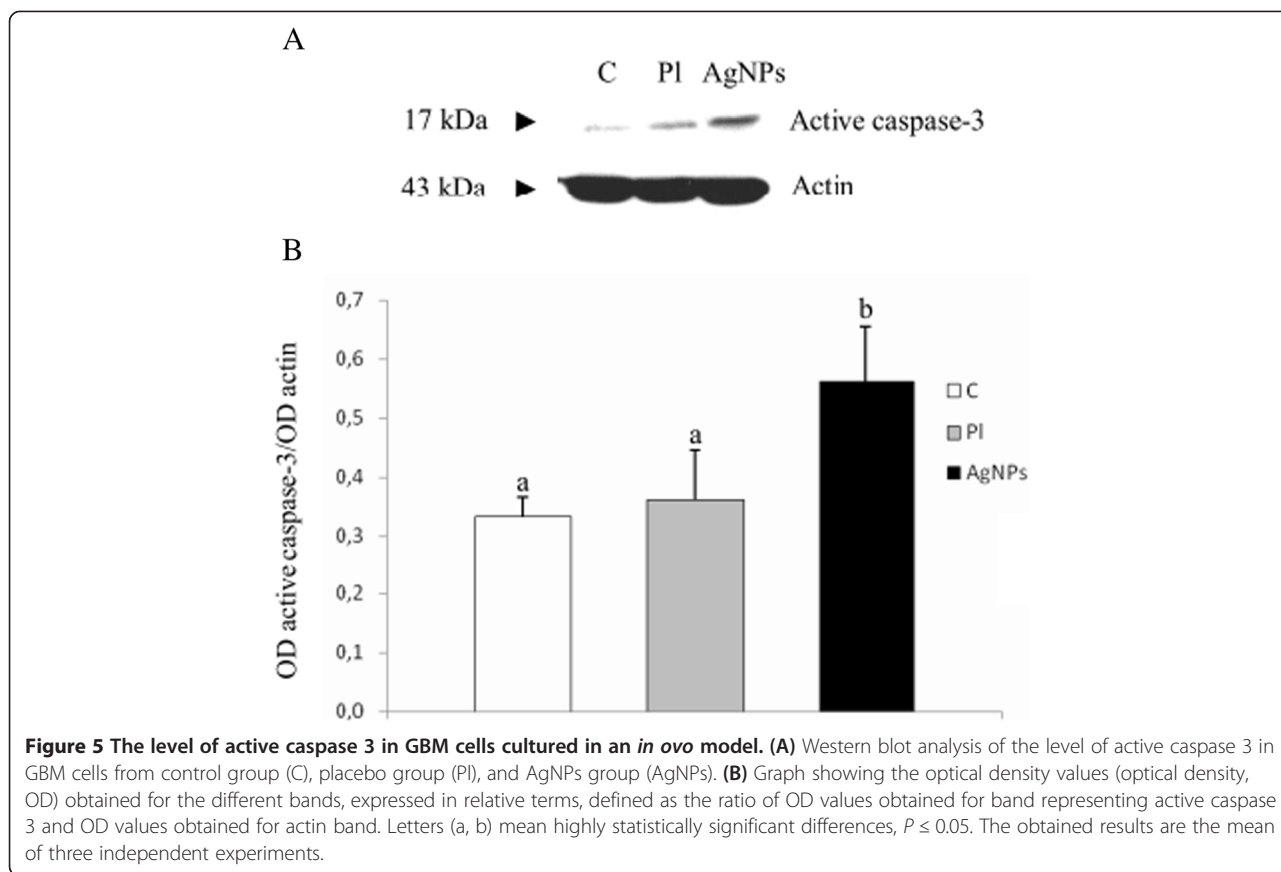 A
C Pl AgNPs
17 kDa ► Active caspase-3
43 kDa ► Actin
B
OD active caspase-3/OD actin
0,7
0,6
0,5
0,4
0,3
0,2
0,1
0,0
a
a
b
C
Pl
AgNPs
Figure 5 The level of active caspase 3 in GBM cells cultured in an in ovo model. (A) Western blot analysis of the level of active caspase 3 in
GBM cells from control group (C), placebo group (Pl), and AgNPs group (AgNPs). (B) Graph showing the optical density values (optical density,
OD) obtained for the different bands, expressed in relative terms, defined as the ratio of OD values obtained for band representing active caspase
3 and OD values obtained for actin band. Letters (a, b) mean highly statistically significant differences, P ≤ 0.05. The obtained results are the mean
of three independent experiments.